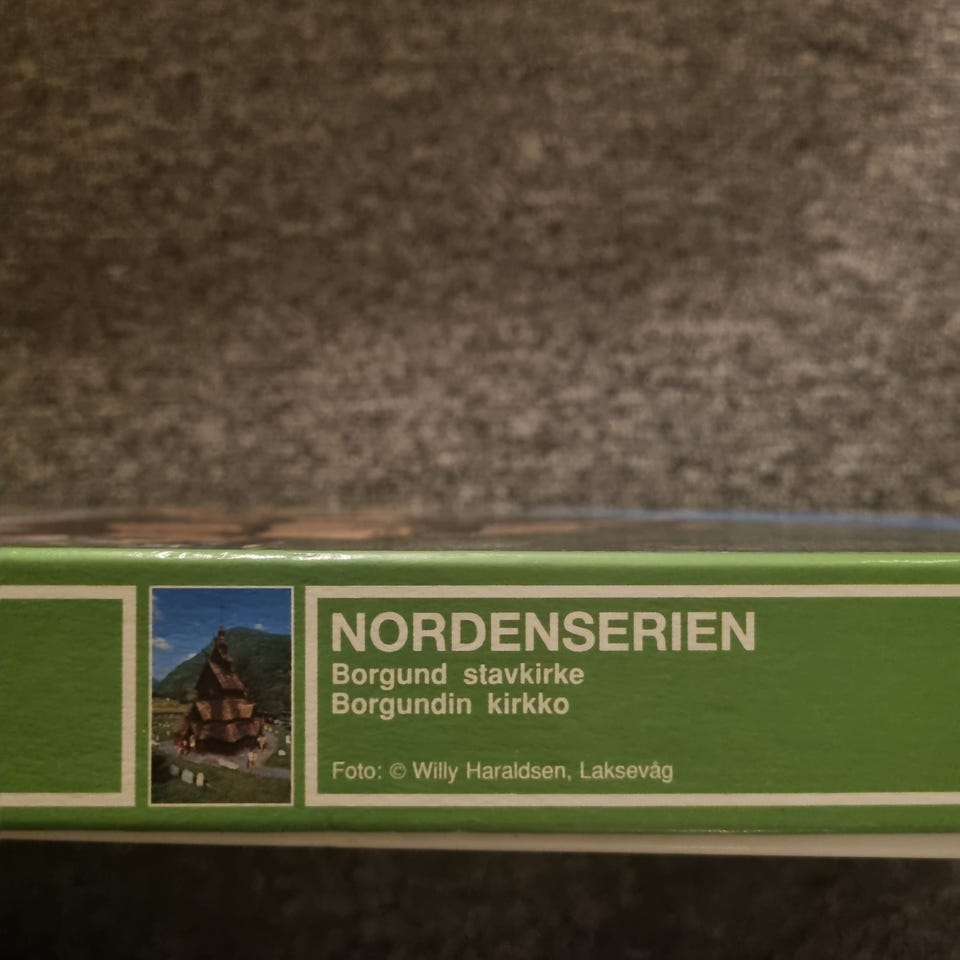 NORDENSERIEN
Borgund stavkirke
Borgundin kirkko
Foto: © Willy Haraldsen, Laksevåg